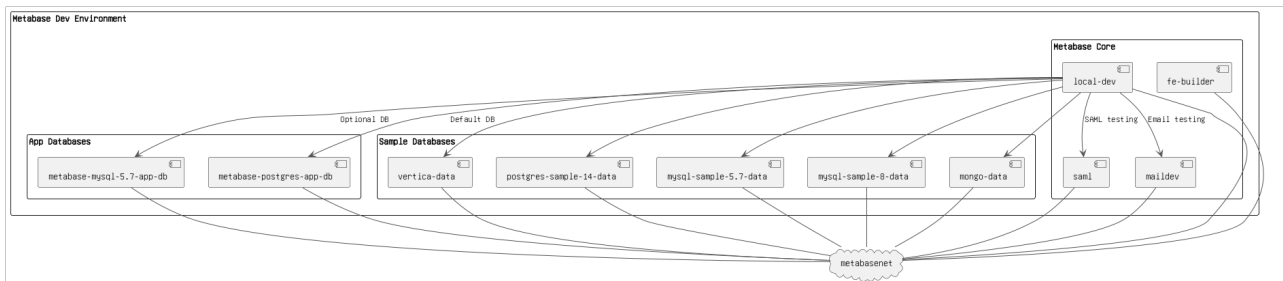 Metabase Dev Environment
Metabase Core
local-dev
fe-builder
Optional DB
Default DB
SAML testing
Email testing
App Databases
Sample Databases
metabase-mysql-5.7-app-db
metabase-postgres-app-db
vertica-data
postgres-sample-14-data
mysql-sample-5.7-data
mysql-sample-8-data
mongo-data
saml
maildev
metabasenet